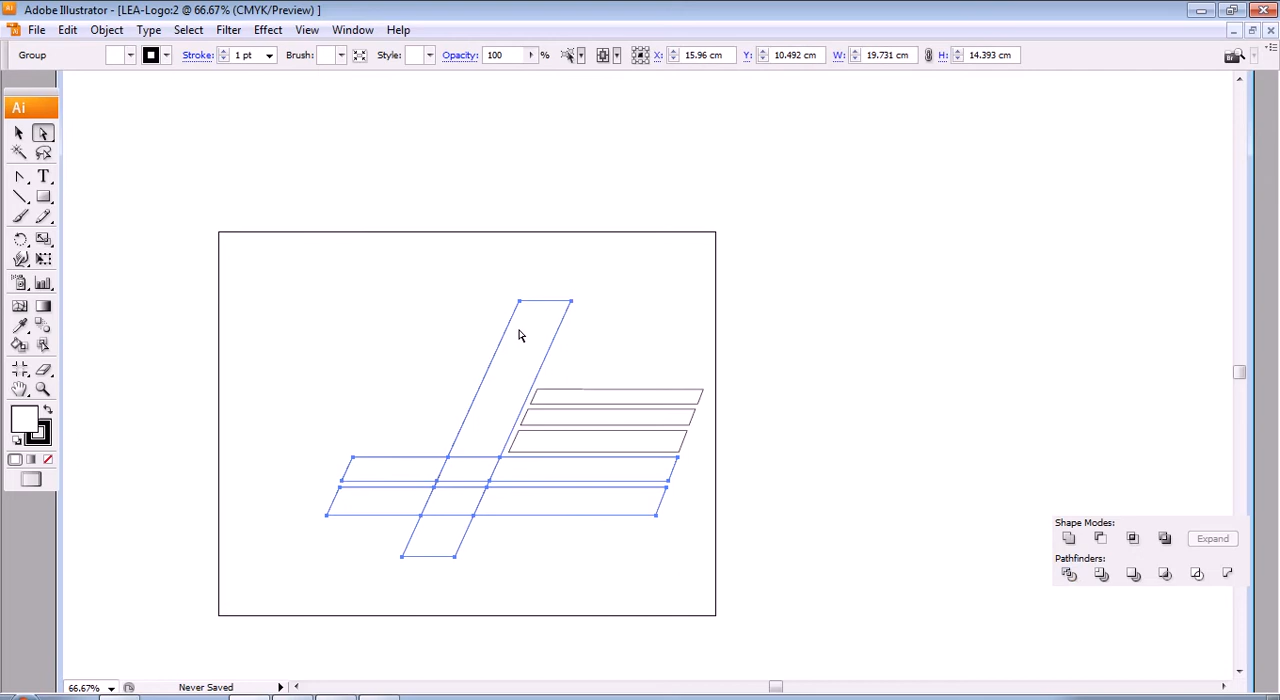 Adobe Illustrator - [LEA-Logo:2 @ 66.67% (CMYK/Preview) ]
File Edit Object Type Select Filter Effect View Window Help
Group Stroke: 1 pt Brush: Style: Opacity: 100 % X: 15.96 cm Y: 10.492 cm W: 19.731 cm H: 14.393 cm
Ai
Shape Modes:
Expand
Pathfinders:
66.67% Never Saved